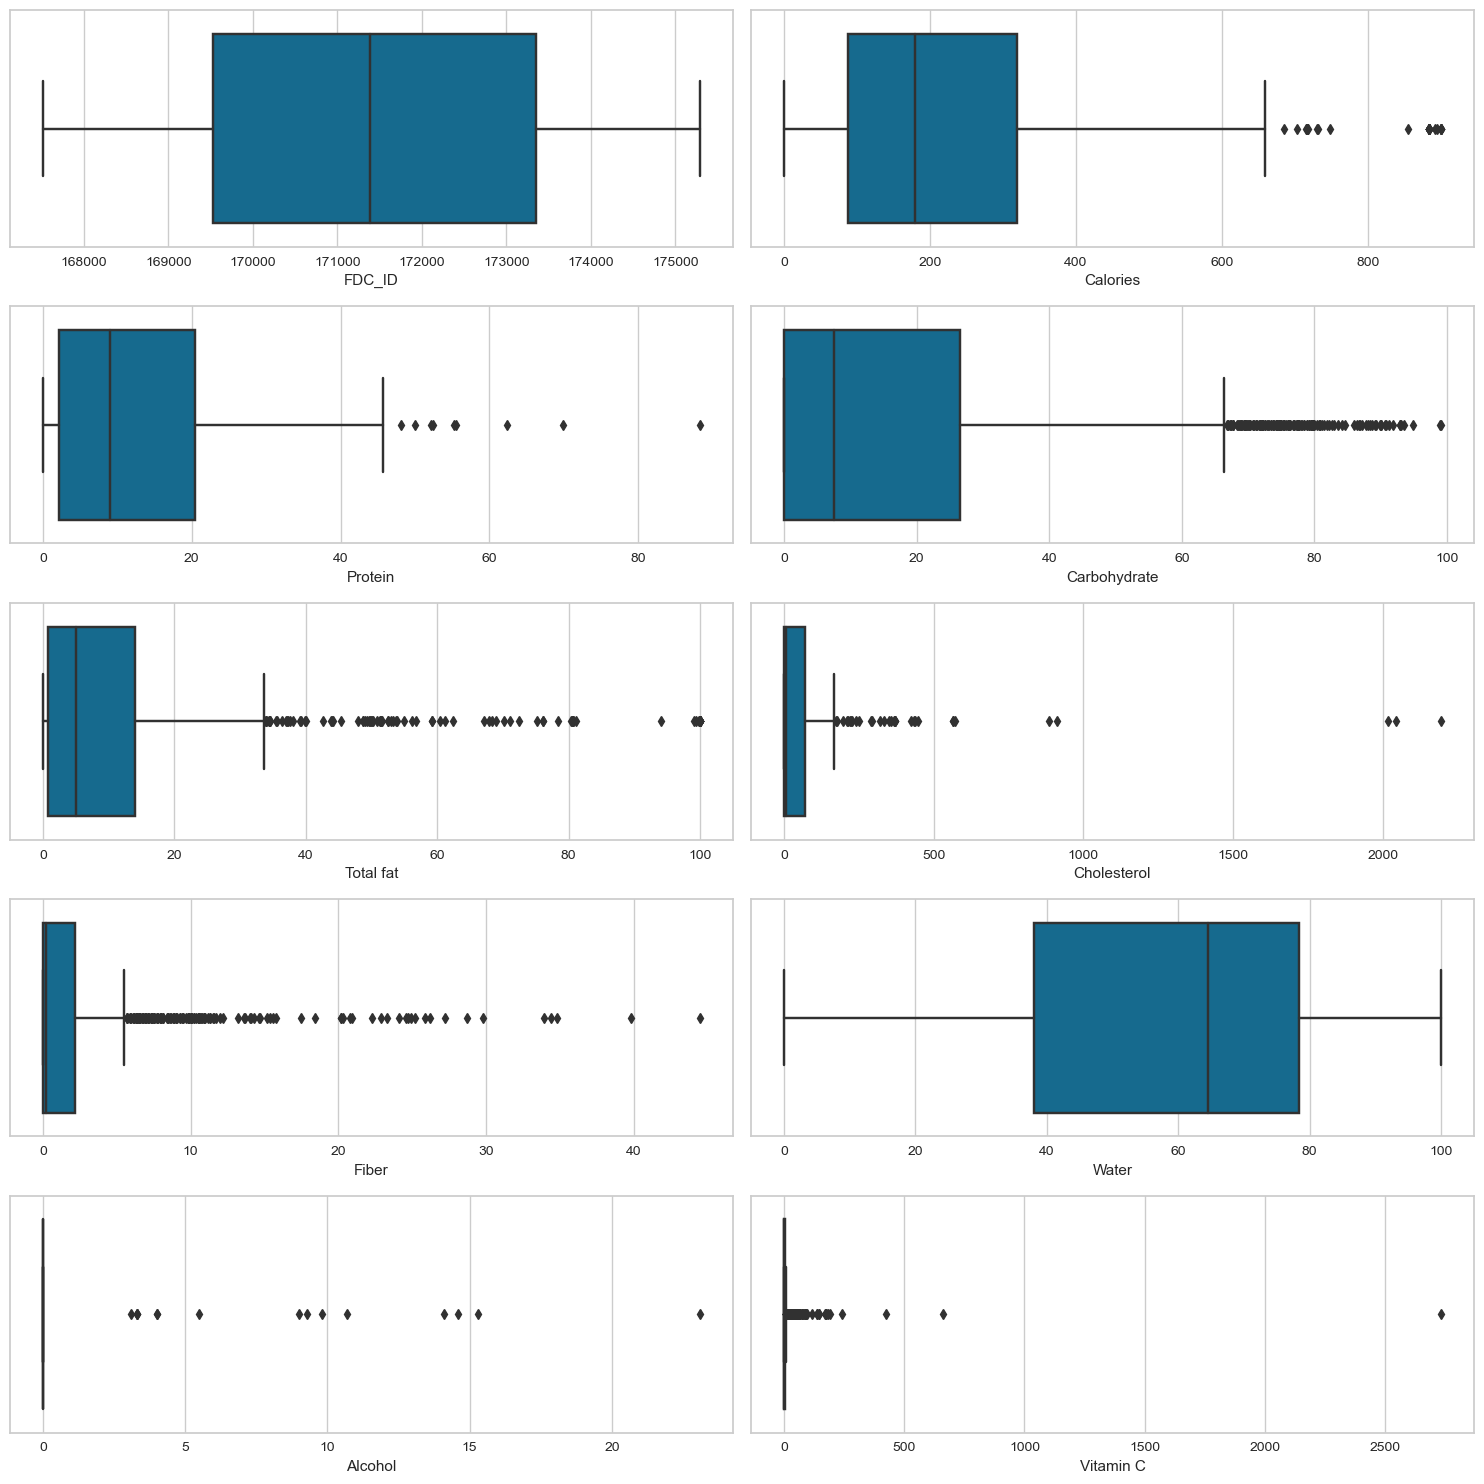 168000 169000 170000 171000 172000 173000 174000 175000
FDC_ID
0 200 400 600 800
Calories
0 20 40 60 80
Protein
0 20 40 60 80 100
Carbohydrate
0 20 40 60 80 100
Total fat
0 500 1000 1500 2000
Cholesterol
0 10 20 30 40
Fiber
0 20 40 60 80 100
Water
0 5 10 15 20
Alcohol
0 500 1000 1500 2000 2500
Vitamin C